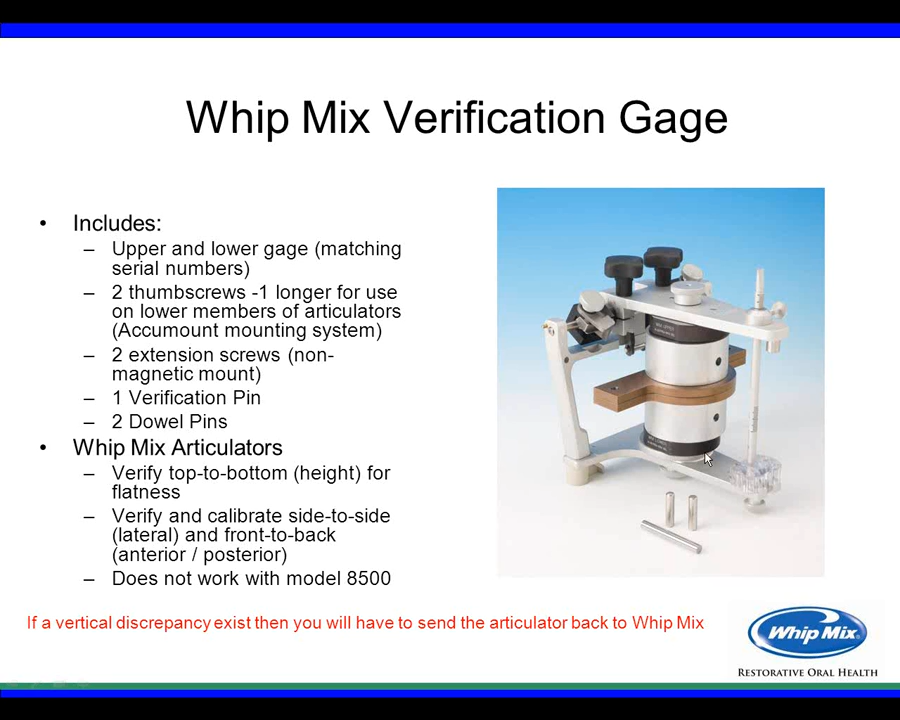 Whip Mix Verification Gage
• Includes:
– Upper and lower gage (matching
serial numbers)
– 2 thumbscrews -1 longer for use
on lower members of articulators
(Accumount mounting system)
– 2 extension screws (non-
magnetic mount)
– 1 Verification Pin
– 2 Dowel Pins
• Whip Mix Articulators
– Verify top-to-bottom (height) for
flatness
– Verify and calibrate side-to-side
(lateral) and front-to-back
(anterior / posterior)
– Does not work with model 8500
If a vertical discrepancy exist then you will have to send the articulator back to Whip Mix
Whip Mix®
RESTORATIVE ORAL HEALTH